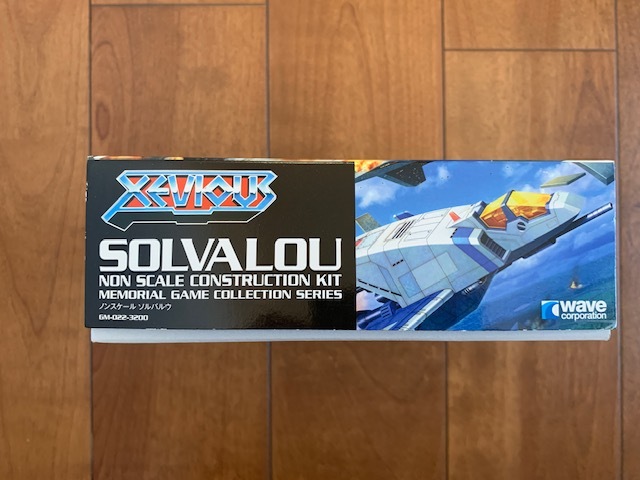 XEVIOUS
SOLVALOU
NON SCALE CONSTRUCTION KIT
MEMORIAL GAME COLLECTION SERIES
ノンスケール ソルバルウ
GM-022-3200
wave
corporation